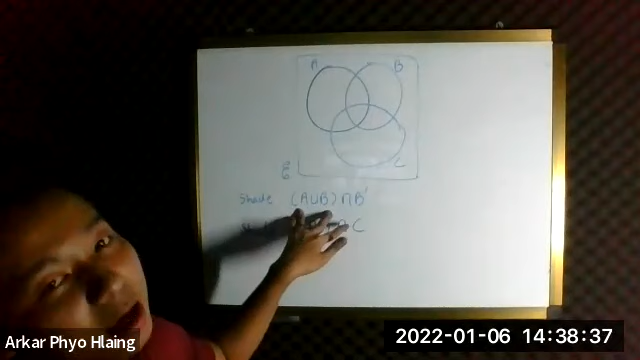 A B
C
ξ
Shade (A∪B)∩B'
C
Arkar Phyo Hlaing
2022-01-06 14:38:37